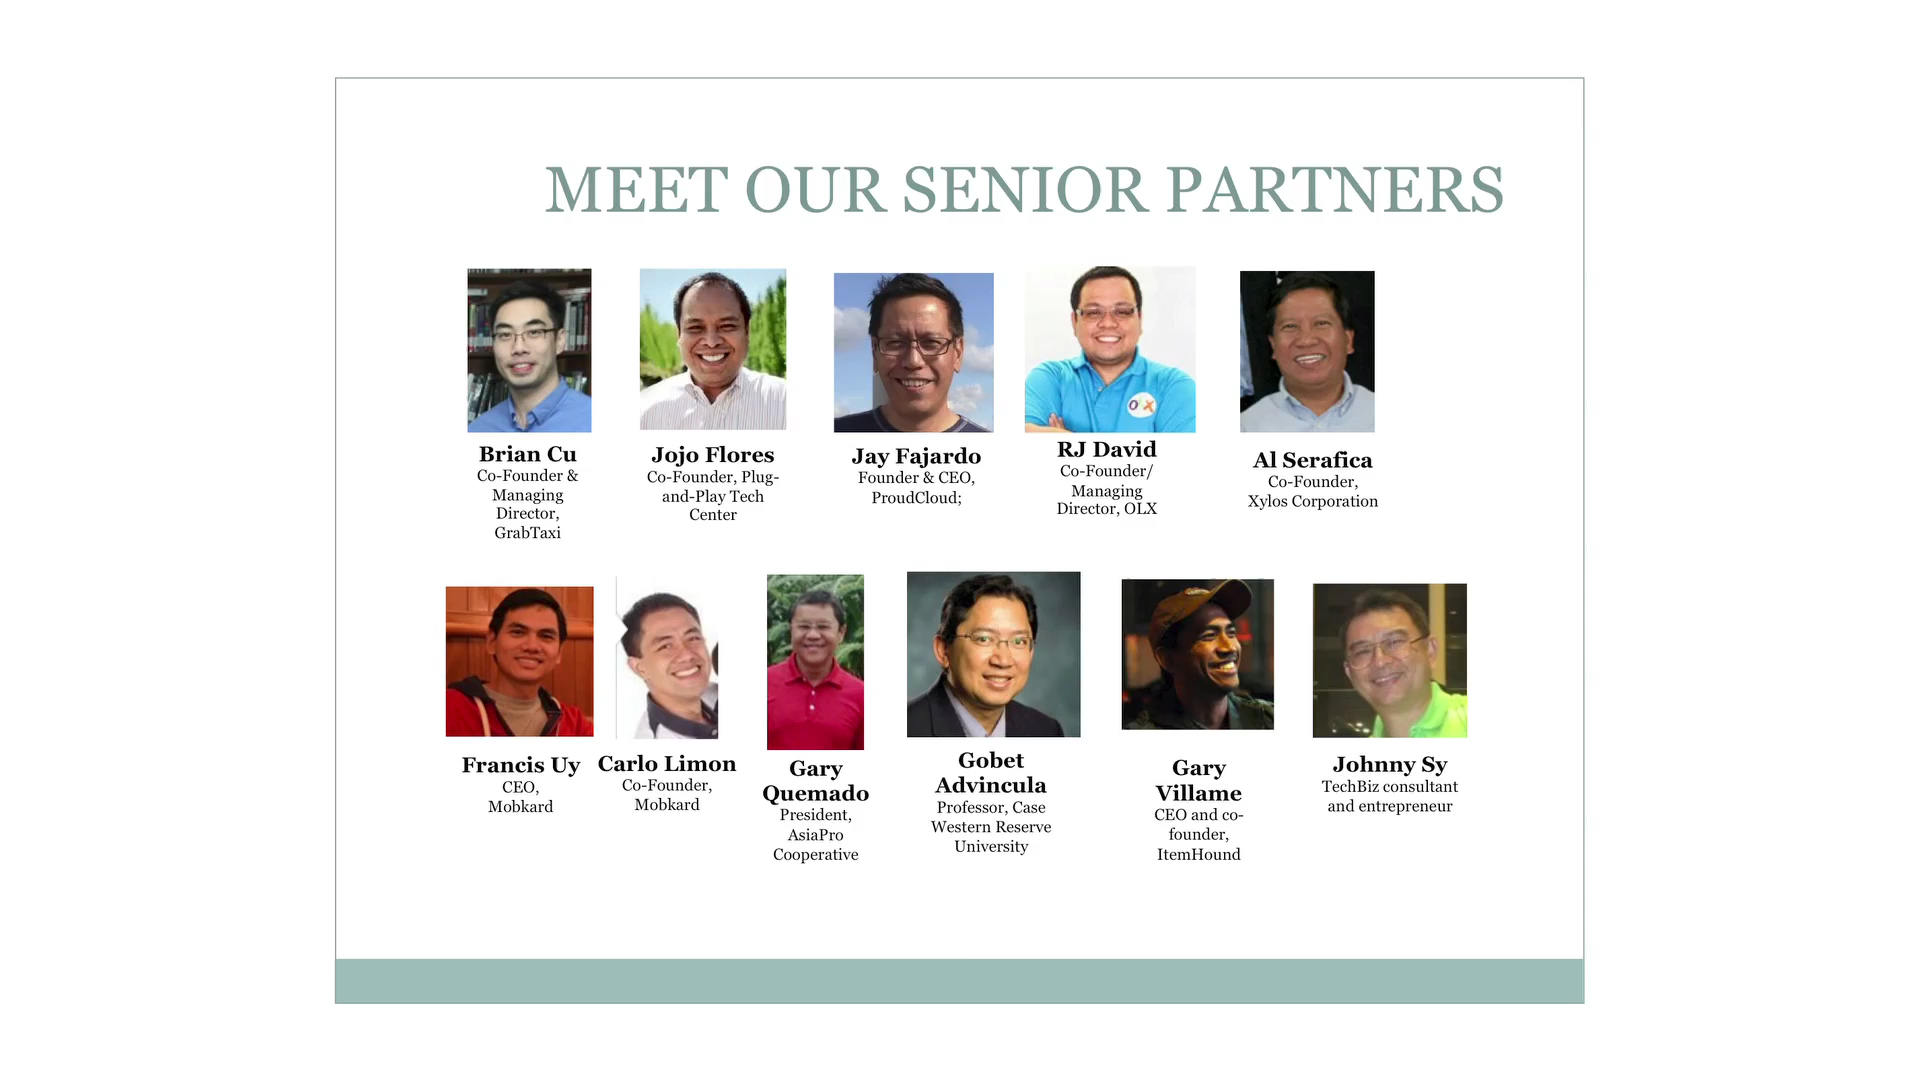 MEET OUR SENIOR PARTNERS
Brian Cu
Co-Founder &
Managing
Director,
GrabTaxi
Jojo Flores
Co-Founder, Plug-
and-Play Tech
Center
Jay Fajardo
Founder & CEO,
ProudCloud;
OLX
RJ David
Co-Founder/
Managing
Director, OLX
Al Serafica
Co-Founder,
Xylos Corporation
Francis Uy
CEO,
Mobkard
Carlo Limon
Co-Founder,
Mobkard
Gary
Quemado
President,
AsiaPro
Cooperative
Gobet
Advincula
Professor, Case
Western Reserve
University
Gary
Villame
CEO and co-
founder,
ItemHound
Johnny Sy
TechBiz consultant
and entrepreneur